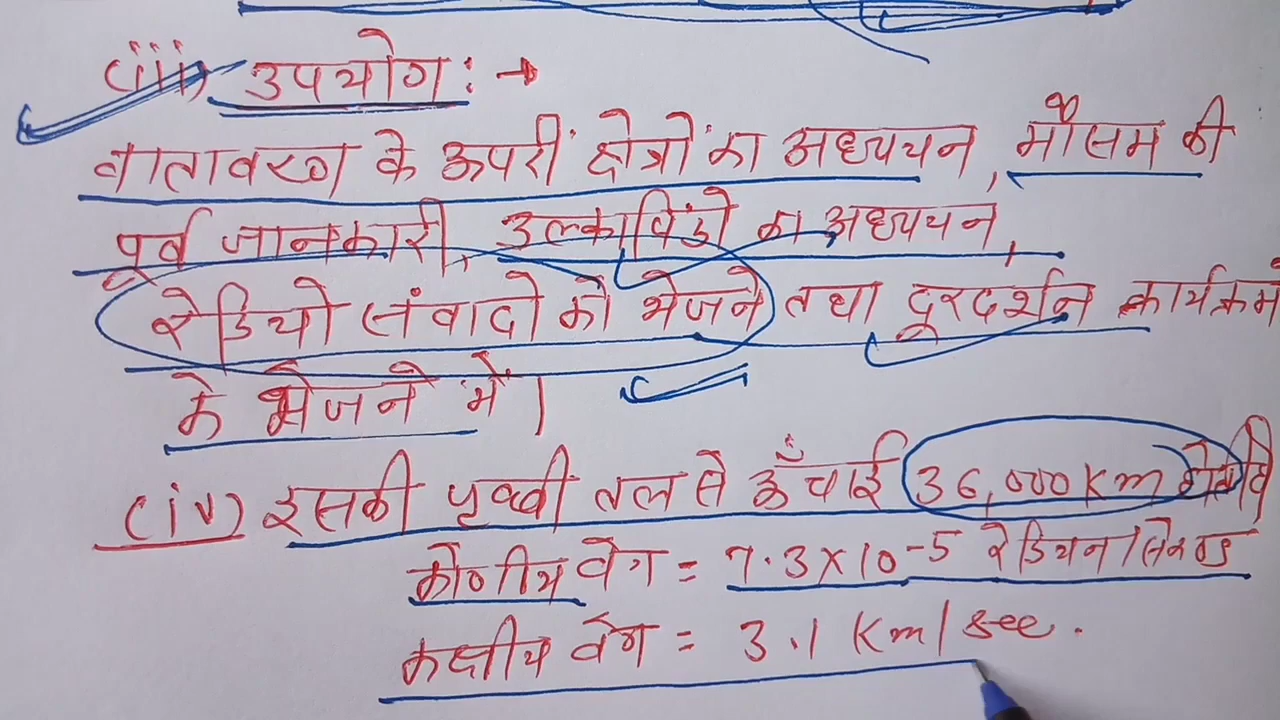 (iii) उपयोग :→
वातावरण के ऊपरी क्षेत्रों का अध्ययन, मौसम की
पूर्व जानकारी, उल्कापिंडो का अध्ययन,
रेडियो संवादो को भेजने तथा दूरदर्शन कार्यक्रमो
के भेजने में।
(iv) इसकी पृथ्वी तल से ऊँचाई 36,000 Km
कोणीय वेग = 7.3×10-5 रेडियन/सेकण्ड
कक्षीय वेग = 3.1 Km/sec.